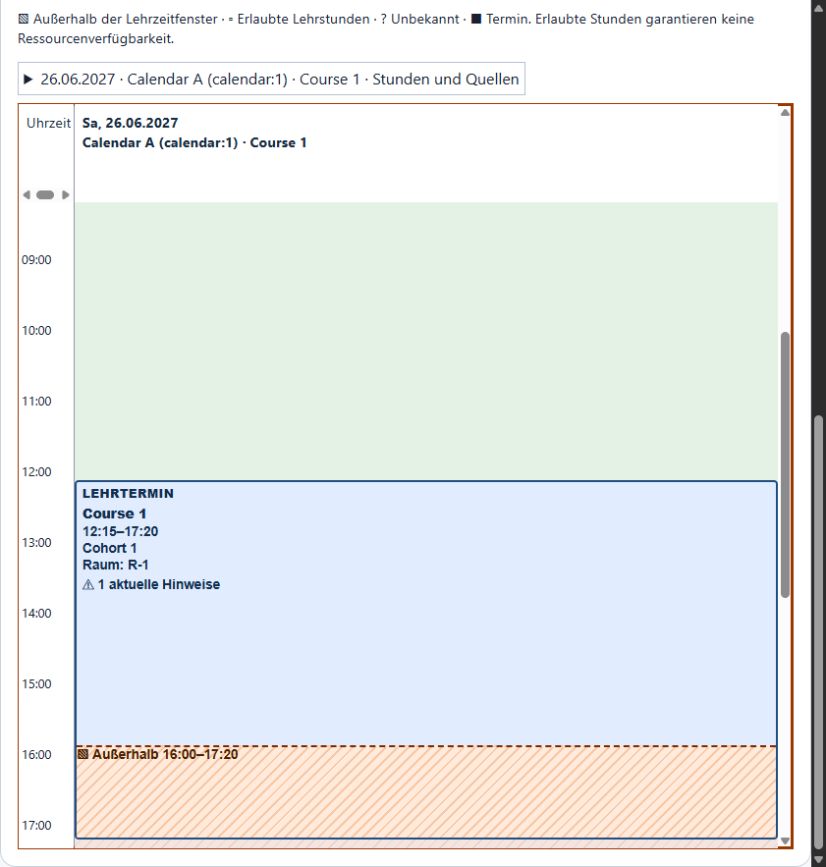 ▧ Außerhalb der Lehrzeitfenster · ▫ Erlaubte Lehrstunden · ? Unbekannt · ■ Termin. Erlaubte Stunden garantieren keine
Ressourcenverfügbarkeit.
▶ 26.06.2027 · Calendar A (calendar:1) · Course 1 · Stunden und Quellen
Uhrzeit
Sa, 26.06.2027
Calendar A (calendar:1) · Course 1
09:00
10:00
11:00
12:00
LEHRTERMIN
Course 1
12:15–17:20
Cohort 1
13:00
Raum: R-1
⚠ 1 aktuelle Hinweise
14:00
15:00
16:00
▧ Außerhalb 16:00–17:20
17:00